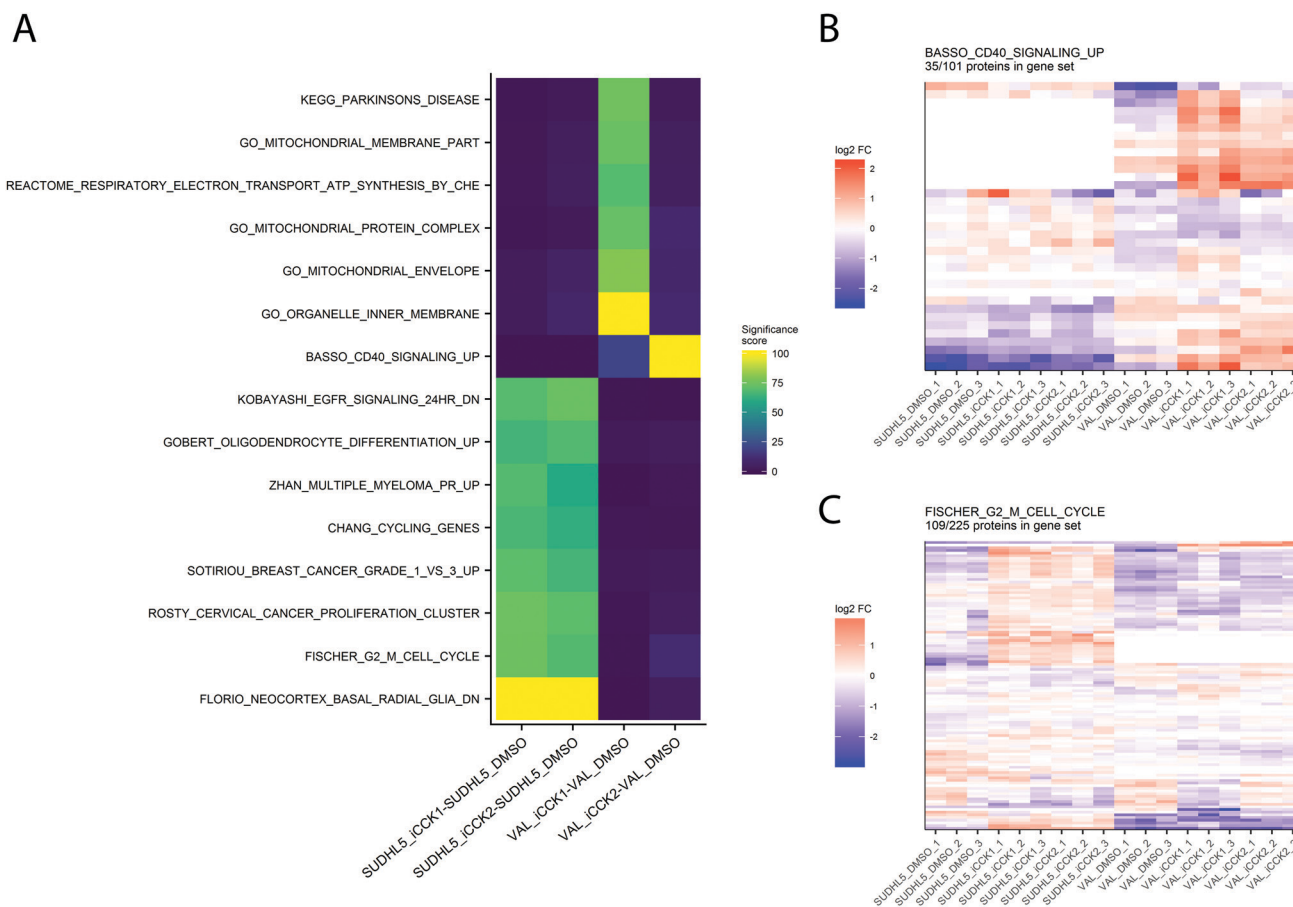 A
KEGG_PARKINSONS_DISEASE
GO_MITOCHONDRIAL_MEMBRANE_PART
REACTOME_RESPIRATORY_ELECTRON_TRANSPORT_ATP_SYNTHESIS_BY_CHE
GO_MITOCHONDRIAL_PROTEIN_COMPLEX
GO_MITOCHONDRIAL_ENVELOPE
GO_ORGANELLE_INNER_MEMBRANE
BASSO_CD40_SIGNALING_UP
KOBAYASHI_EGFR_SIGNALING_24HR_DN
GOBERT_OLIGODENDROCYTE_DIFFERENTIATION_UP
ZHAN_MULTIPLE_MYELOMA_PR_UP
CHANG_CYCLING_GENES
SOTIRIOU_BREAST_CANCER_GRADE_1_VS_3_UP
ROSTY_CERVICAL_CANCER_PROLIFERATION_CLUSTER
FISCHER_G2_M_CELL_CYCLE
FLORIO_NEOCORTEX_BASAL_RADIAL_GLIA_DN
SUDHL5_iCCK1-SUDHL5_DMSO
SUDHL5_iCCK2-SUDHL5_DMSO
VAL_iCCK1-VAL_DMSO
VAL_iCCK2-VAL_DMSO
Significance
score
100
75
50
25
0
B
BASSO_CD40_SIGNALING_UP
35/101 proteins in gene set
log2 FC
2
1
0
-1
-2
SUDHL5_DMSO_1
SUDHL5_DMSO_2
SUDHL5_DMSO_3
SUDHL5_iCCK1_1
SUDHL5_iCCK1_2
SUDHL5_iCCK1_3
SUDHL5_iCCK2_1
SUDHL5_iCCK2_2
SUDHL5_iCCK2_3
VAL_DMSO_1
VAL_DMSO_2
VAL_DMSO_3
VAL_iCCK1_1
VAL_iCCK1_2
VAL_iCCK1_3
VAL_iCCK2_1
VAL_iCCK2_2
VAL_iCCK2_3
C
FISCHER_G2_M_CELL_CYCLE
109/225 proteins in gene set
log2 FC
1
0
-1
-2
SUDHL5_DMSO_1
SUDHL5_DMSO_2
SUDHL5_DMSO_3
SUDHL5_iCCK1_1
SUDHL5_iCCK1_2
SUDHL5_iCCK1_3
SUDHL5_iCCK2_1
SUDHL5_iCCK2_2
SUDHL5_iCCK2_3
VAL_DMSO_1
VAL_DMSO_2
VAL_DMSO_3
VAL_iCCK1_1
VAL_iCCK1_2
VAL_iCCK1_3
VAL_iCCK2_1
VAL_iCCK2_2
VAL_iCCK2_3